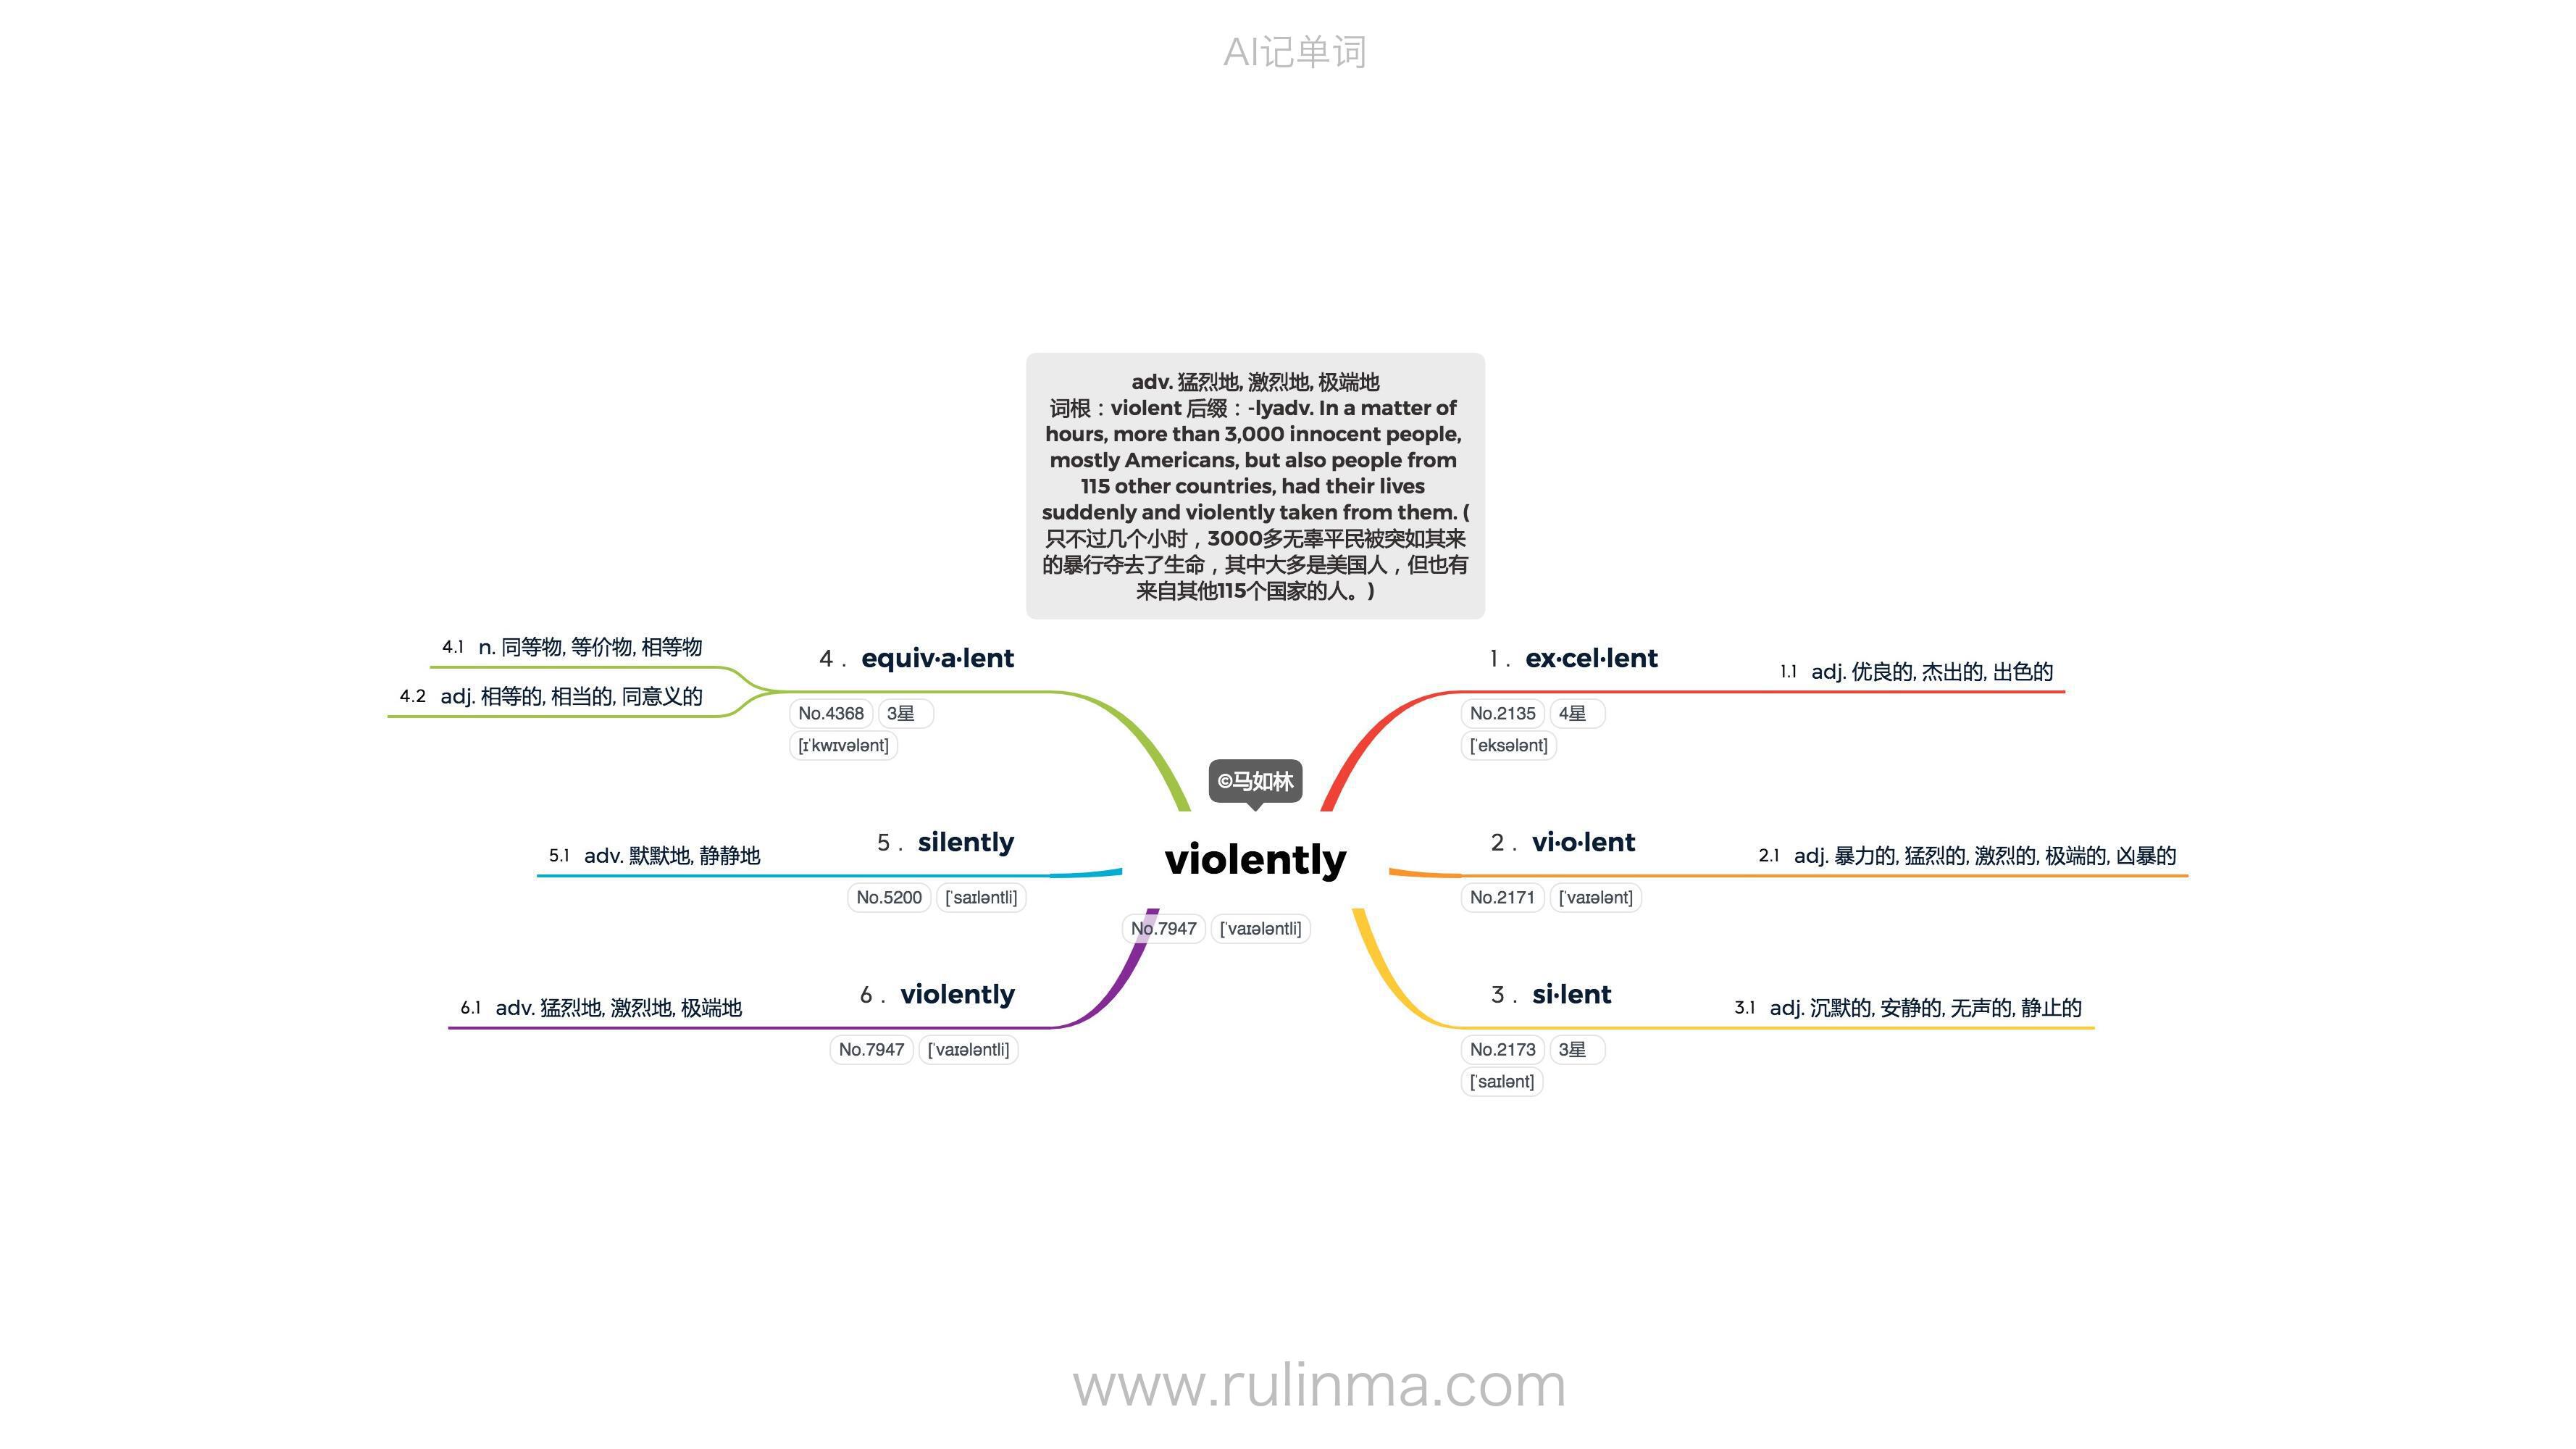 AI记单词
adv. 猛烈地, 激烈地, 极端地
词根：violent 后缀：-lyadv. In a matter of
hours, more than 3,000 innocent people,
mostly Americans, but also people from
115 other countries, had their lives
suddenly and violently taken from them. (
只不过几个小时，3000多无辜平民被突如其来
的暴行夺去了生命，其中大多是美国人，但也有
来自其他115个国家的人。)
©马如林
violently
No.7947 [ˈvaɪələntli]
1. ex·cel·lent
No.2135 4星
[ˈeksələnt]
1.1 adj. 优良的, 杰出的, 出色的
2. vi·o·lent
No.2171 [ˈvaɪələnt]
2.1 adj. 暴力的, 猛烈的, 激烈的, 极端的, 凶暴的
3. si·lent
No.2173 3星
[ˈsaɪlənt]
3.1 adj. 沉默的, 安静的, 无声的, 静止的
4. equiv·a·lent
No.4368 3星
[ɪˈkwɪvələnt]
4.1 n. 同等物, 等价物, 相等物
4.2 adj. 相等的, 相当的, 同意义的
5. silently
No.5200 [ˈsaɪləntli]
5.1 adv. 默默地, 静静地
6. violently
No.7947 [ˈvaɪələntli]
6.1 adv. 猛烈地, 激烈地, 极端地
www.rulinma.com